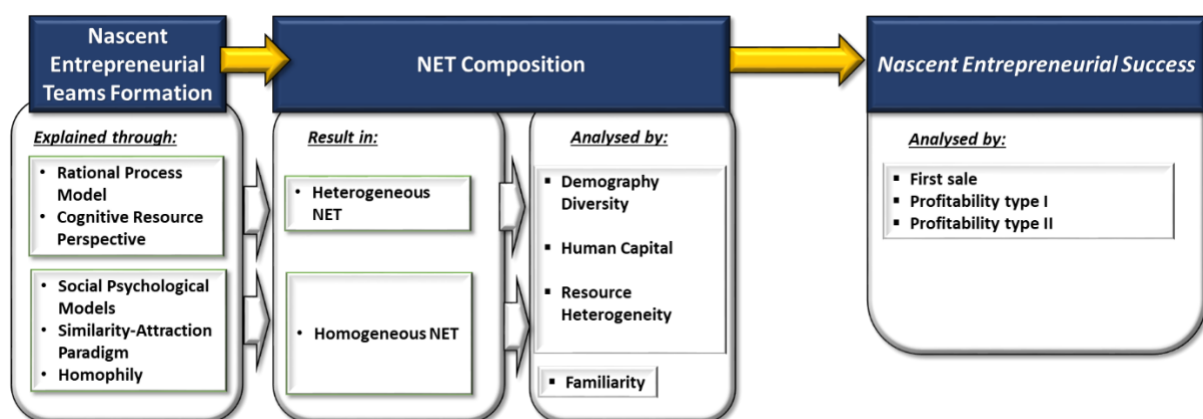 Nascent
Entrepreneurial
Teams Formation
NET Composition
Nascent Entrepreneurial Success
Explained through:
• Rational Process
Model
• Cognitive Resource
Perspective
• Social Psychological
Models
• Similarity-Attraction
Paradigm
• Homophily
Result in:
• Heterogeneous
NET
• Homogeneous NET
Analysed by:
▪ Demography
Diversity
▪ Human Capital
▪ Resource
Heterogeneity
▪ Familiarity
Analysed by:
▪ First sale
▪ Profitability type I
▪ Profitability type II